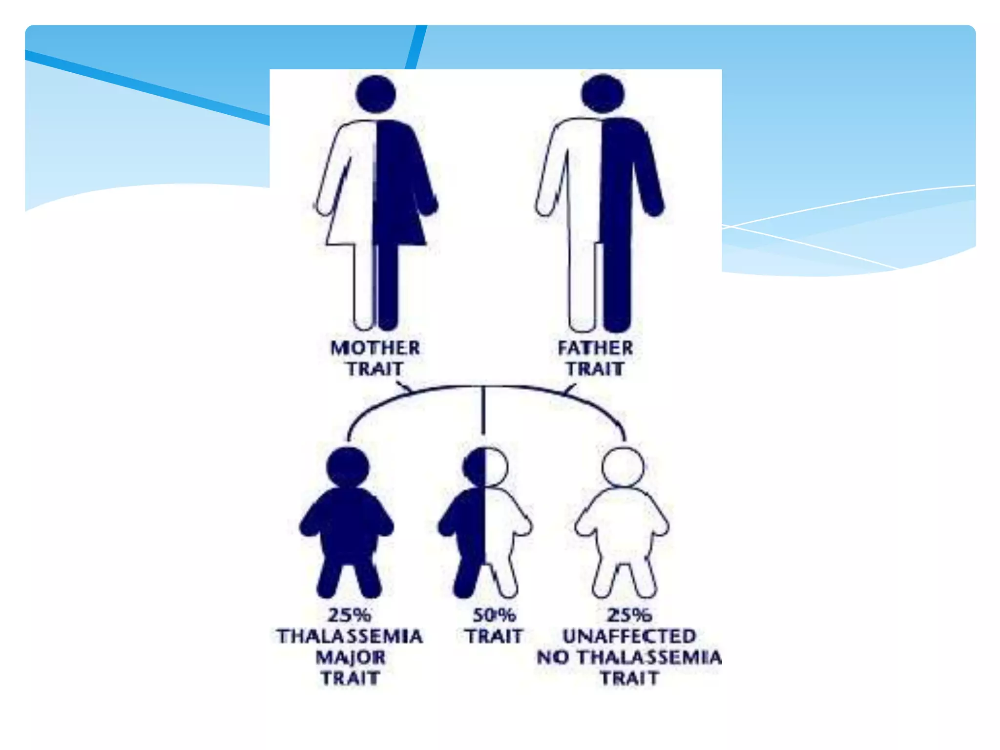 MOTHER
TRAIT
FATHER
TRAIT
25%
THALASSEMIA
MAJOR
TRAIT
50%
TRAIT
25%
UNAFFECTED
NO THALASSEMIA
TRAIT